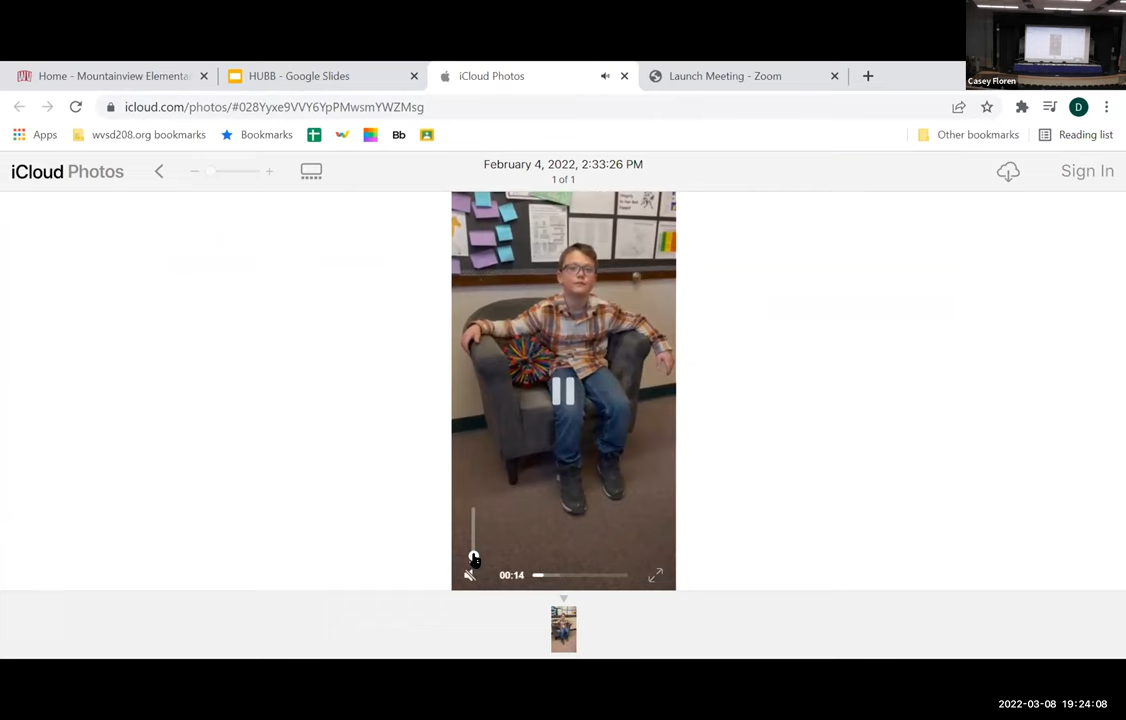 Home - Mountainview Elementa
HUBB - Google Slides
iCloud Photos
Launch Meeting - Zoom
Casey Floren
icloud.com/photos/#028Yyxe9VVY6YpPMwsmYWZMsg
D
Apps
wvsd208.org bookmarks
Bookmarks
Bb
Other bookmarks
Reading list
iCloud Photos
February 4, 2022, 2:33:26 PM
1 of 1
Sign In
00:14
2022-03-08 19:24:08